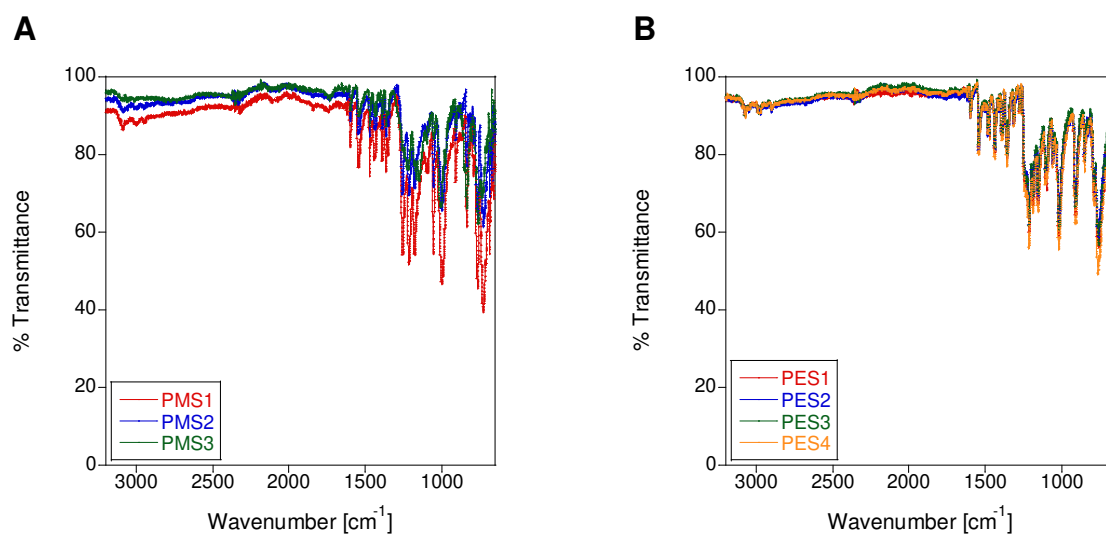 A
% Transmittance
100
80
60
40
20
0
PMS1
PMS2
PMS3
3000 2500 2000 1500 1000
Wavenumber [cm⁻¹]
B
% Transmittance
100
80
60
40
20
0
PES1
PES2
PES3
PES4
3000 2500 2000 1500 1000
Wavenumber [cm⁻¹]